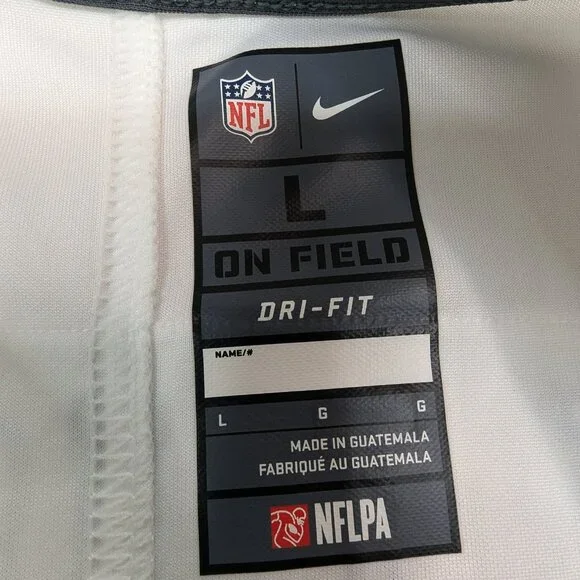 NFL
L
ON FIELD
DRI-FIT
NAME/#
L G G
MADE IN GUATEMALA
FABRIQUÉ AU GUATEMALA
NFLPA